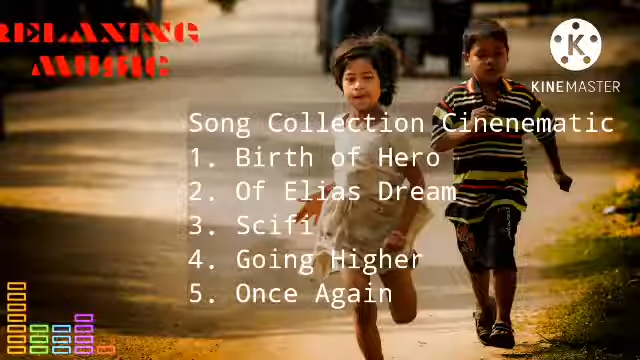 RELAXING
MUSIC
KINEMASTER
Song Collection Cinenematic
1. Birth of Hero
2. Of Elias Dream
3. Scifi
4. Going Higher
5. Once Again